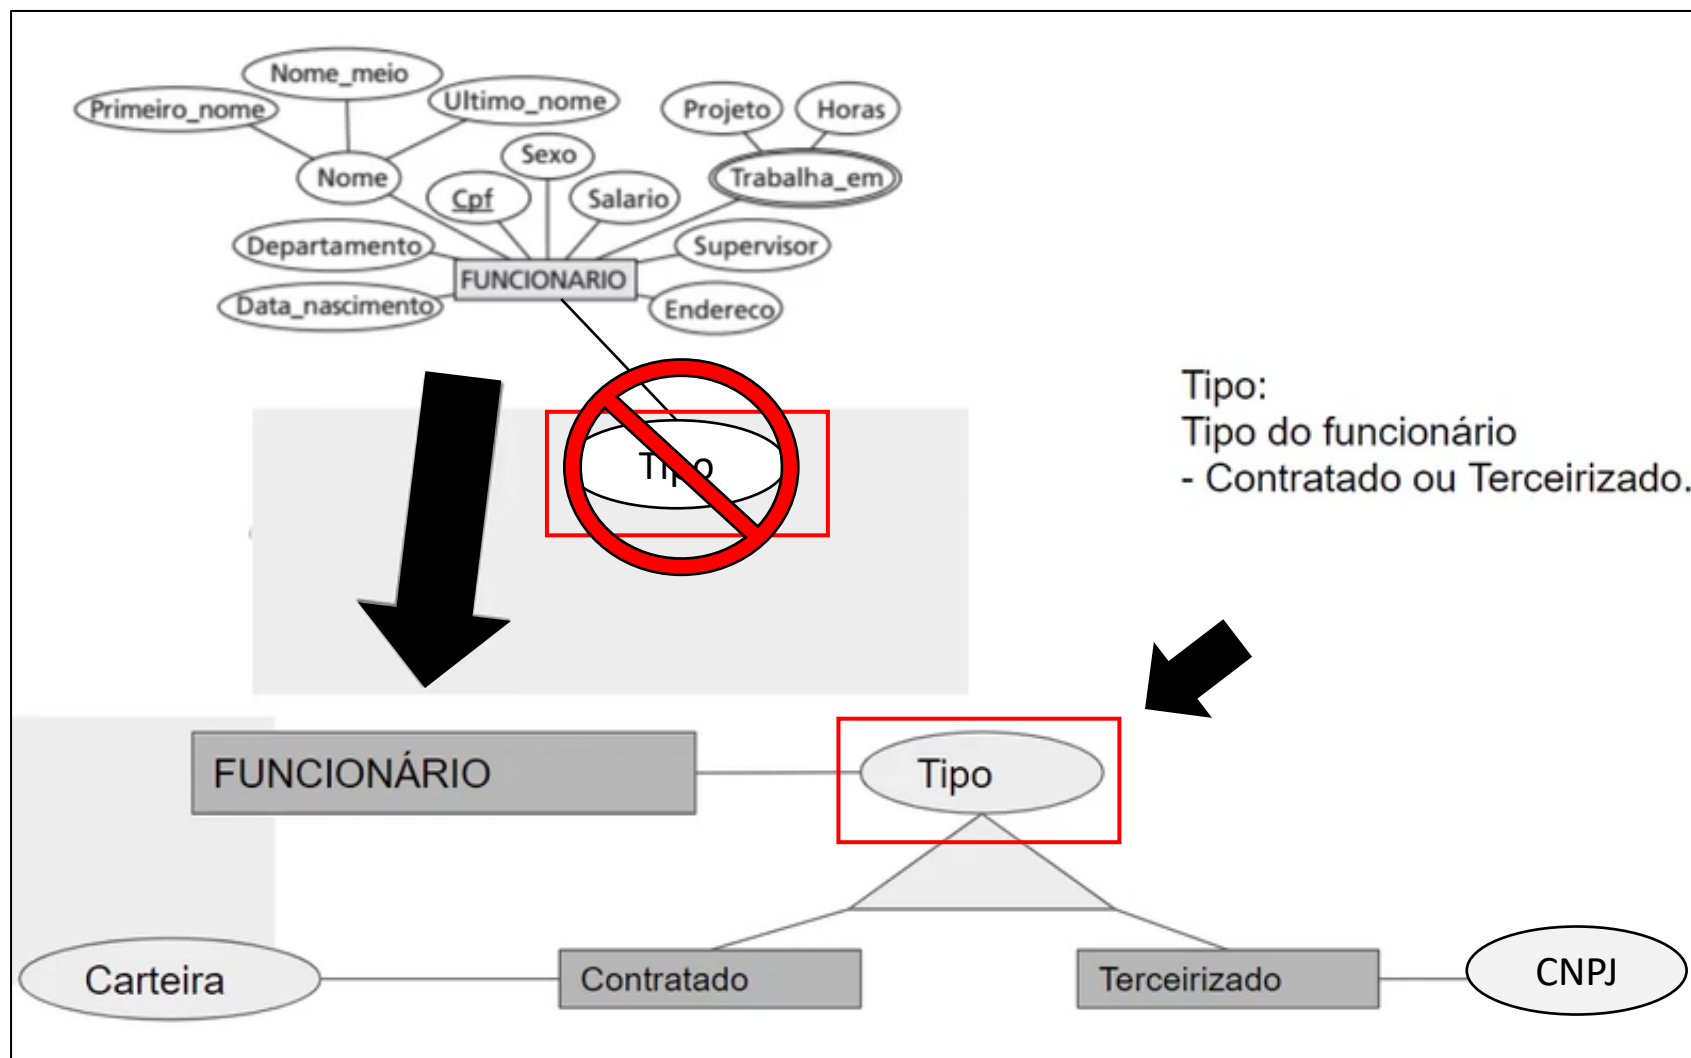 Nome_meio
Primeiro_nome
Ultimo_nome
Projeto
Horas
Sexo
Nome
Trabalha_em
Cpf
Salario
Departamento
Supervisor
FUNCIONARIO
Data_nascimento
Endereco
Tipo:
Tipo do funcionário
- Contratado ou Terceirizado.
Tipo
FUNCIONÁRIO
Tipo
Carteira
Contratado
Terceirizado
CNPJ